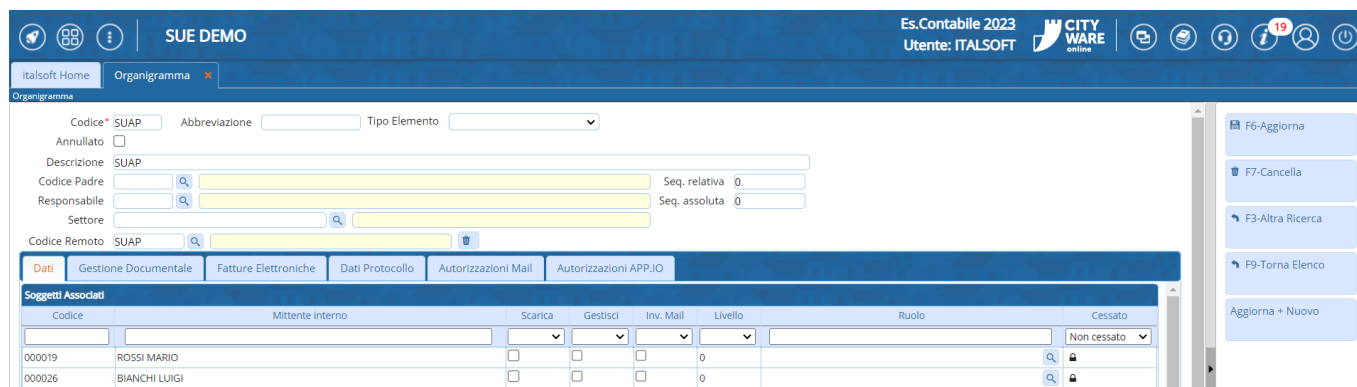 SUE DEMO
Es.Contabile 2023
Utente: ITALSOFT
CITY
WARE
online
19
italsoft Home
Organigramma ×
Organigramma
Codice* SUAP Abbreviazione Tipo Elemento
Annullato
Descrizione SUAP
Codice Padre Seq. relativa 0
Responsabile Seq. assoluta 0
Settore
Codice Remoto SUAP
Dati Gestione Documentale Fatture Elettroniche Dati Protocollo Autorizzazioni Mail Autorizzazioni APP.IO
Soggetti Associati
Codice Mittente interno Scarica Gestisci Inv. Mail Livello Ruolo Cessato
Non cessato
000019 ROSSI MARIO 0
000026 BIANCHI LUIGI 0
F6-Aggiorna
F7-Cancella
F3-Altra Ricerca
F9-Torna Elenco
Aggiorna + Nuovo